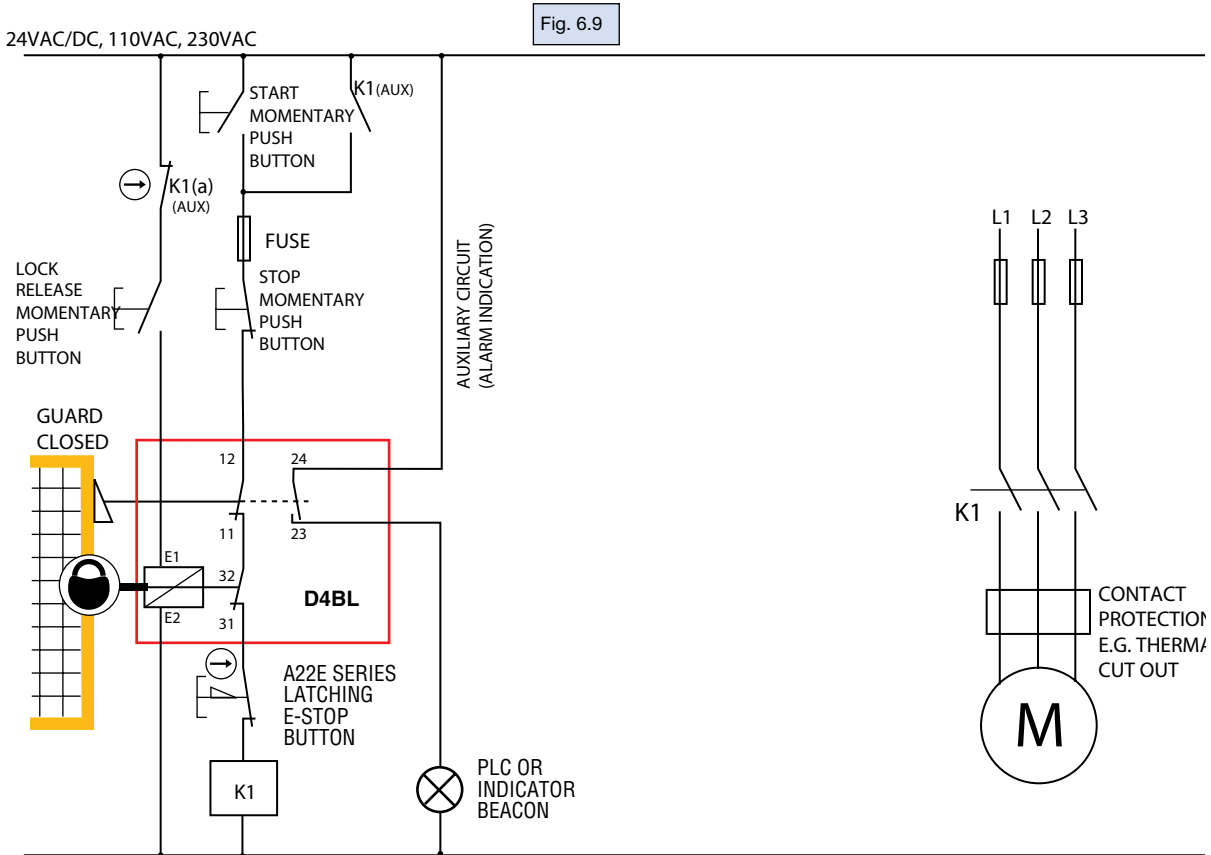 Fig. 6.9
24VAC/DC, 110VAC, 230VAC
START
MOMENTARY
PUSH
BUTTON
K1(AUX)
K1(a)
(AUX)
FUSE
LOCK
RELEASE
MOMENTARY
PUSH
BUTTON
STOP
MOMENTARY
PUSH
BUTTON
AUXILIARY CIRCUIT
(ALARM INDICATION)
L1 L2 L3
GUARD
CLOSED
12 24
11 23
E1
32
D4BL
E2
31
K1
CONTACT
PROTECTION
E.G. THERMA
CUT OUT
A22E SERIES
LATCHING
E-STOP
BUTTON
M
K1
PLC OR
INDICATOR
BEACON